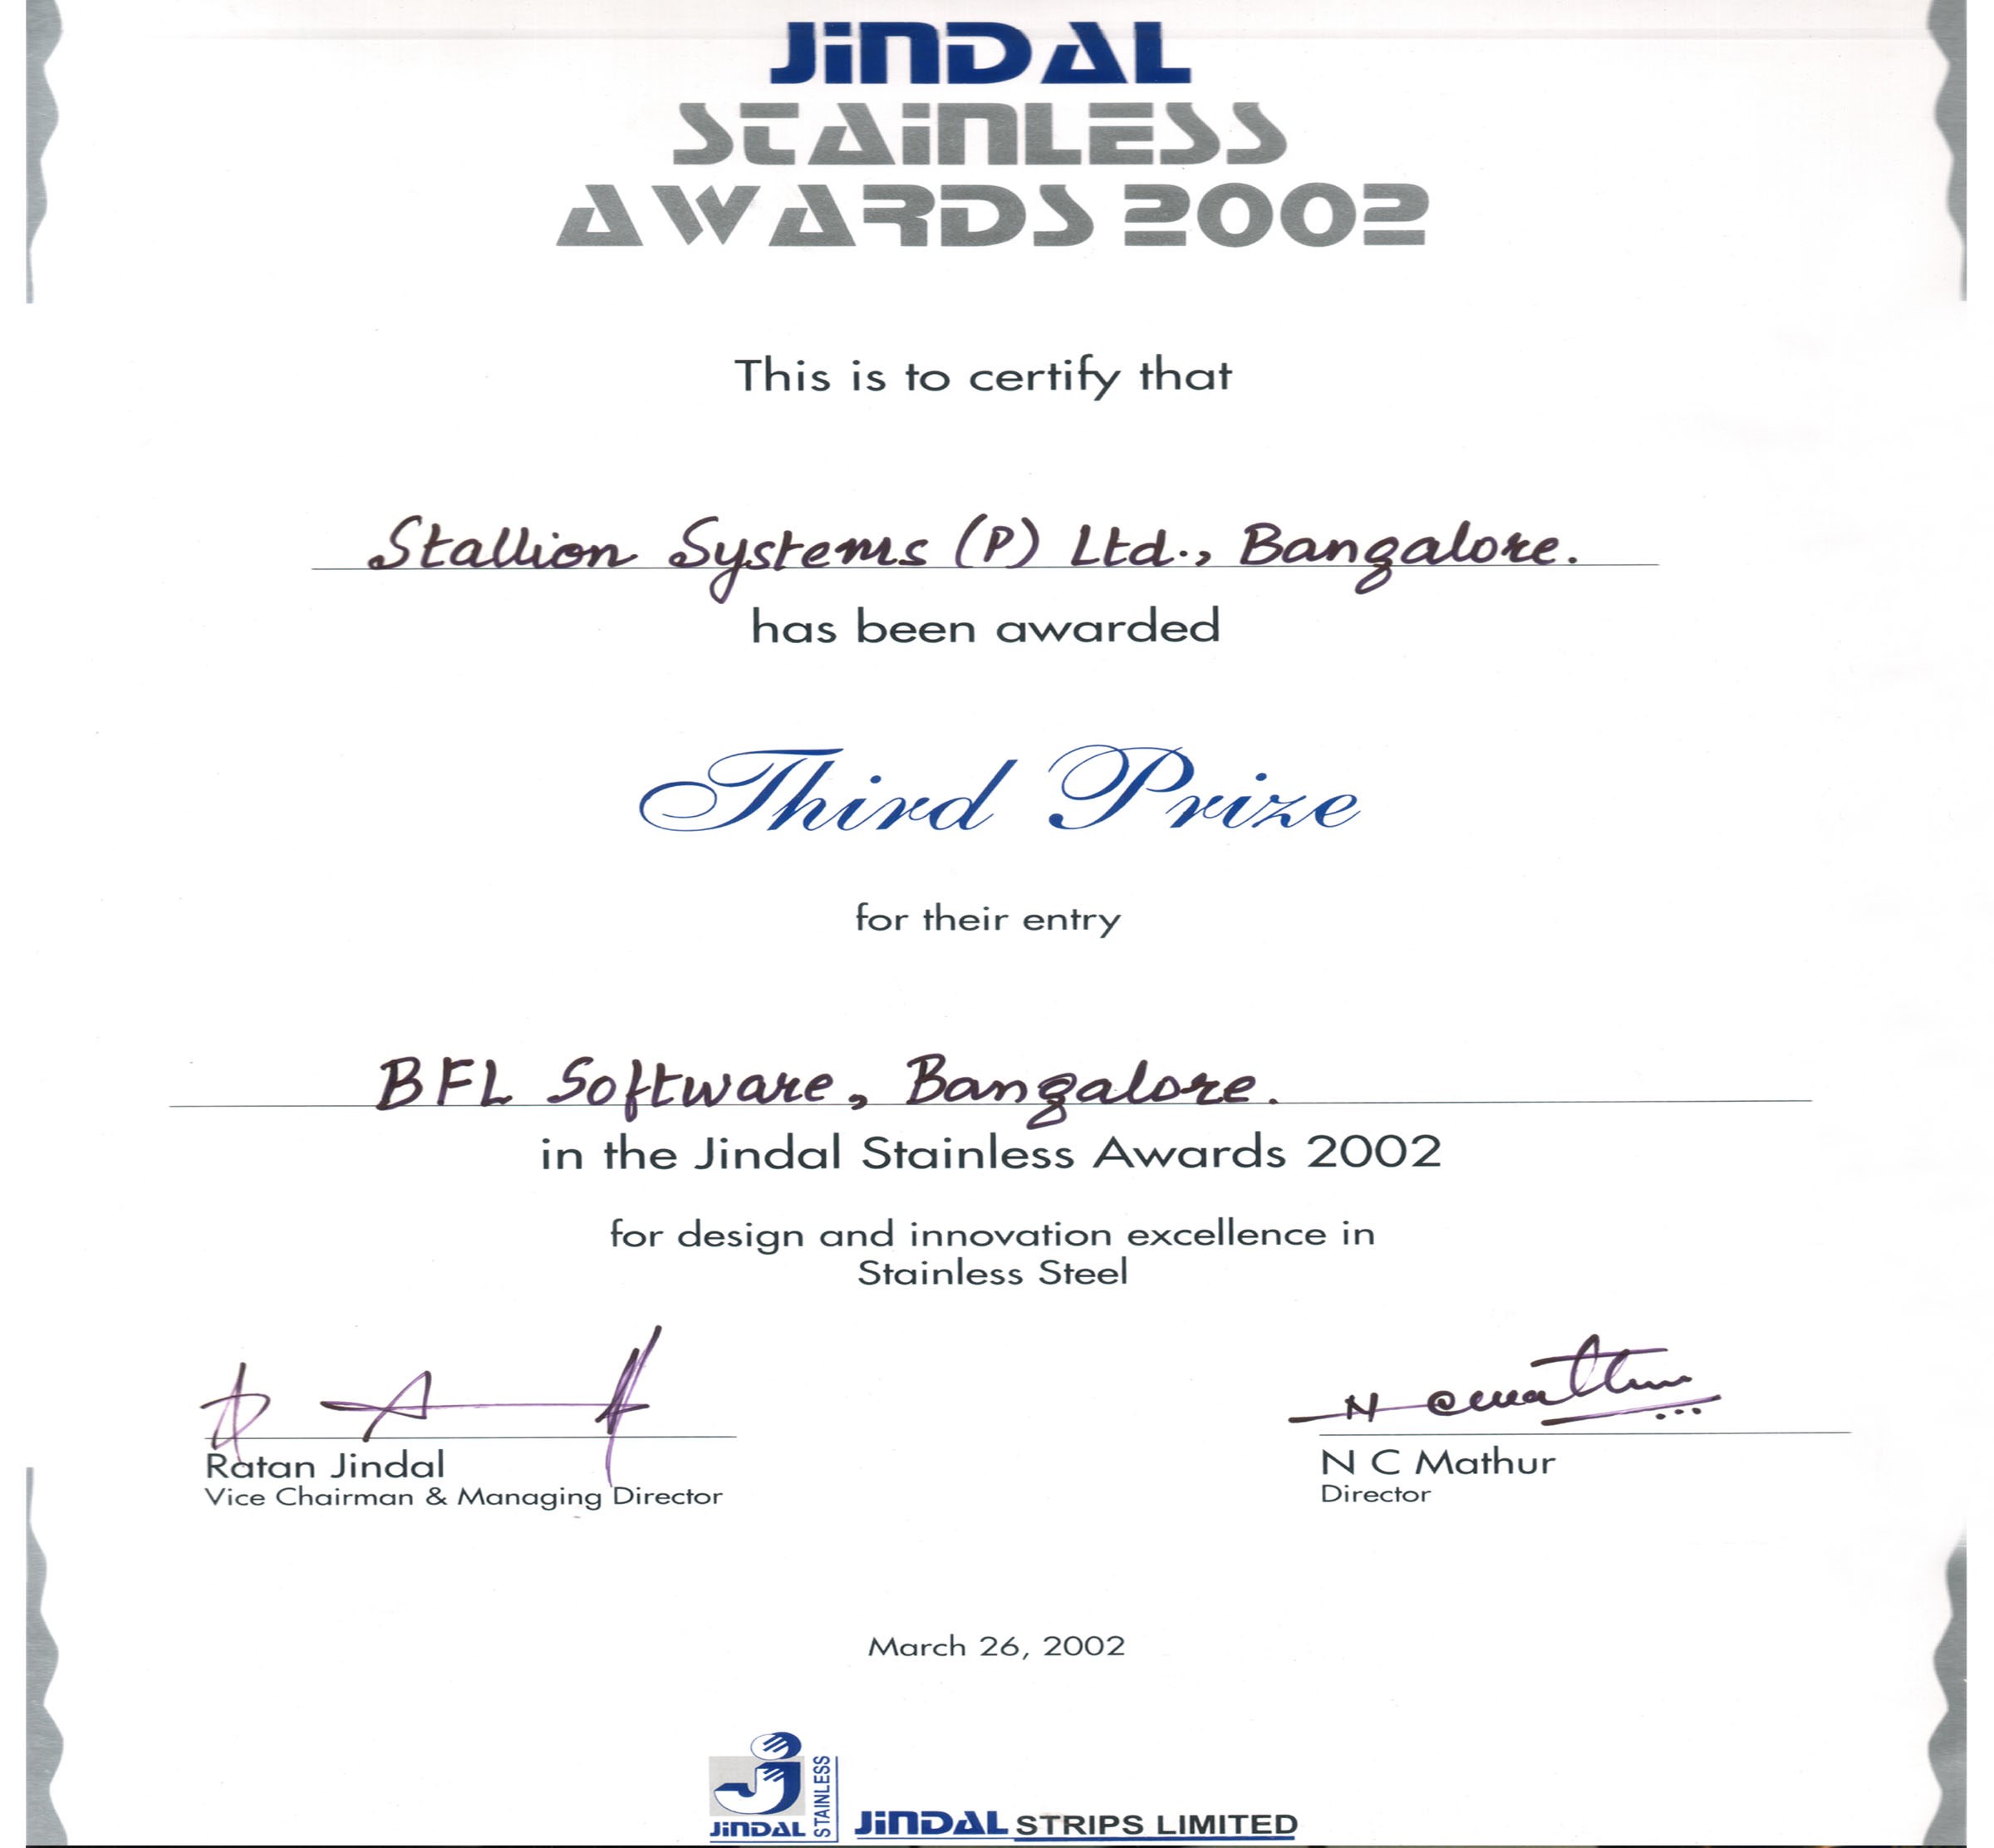 JINDAL
STAINLESS
AWARDS 2002
This is to certify that
Stallion Systems (P) Ltd., Bangalore.
has been awarded
Third Prize
for their entry
BFL Software, Bangalore.
in the Jindal Stainless Awards 2002
for design and innovation excellence in
Stainless Steel
Ratan Jindal
Vice Chairman & Managing Director
N C Mathur
Director
March 26, 2002
JINDAL STAINLESS
JINDAL STRIPS LIMITED